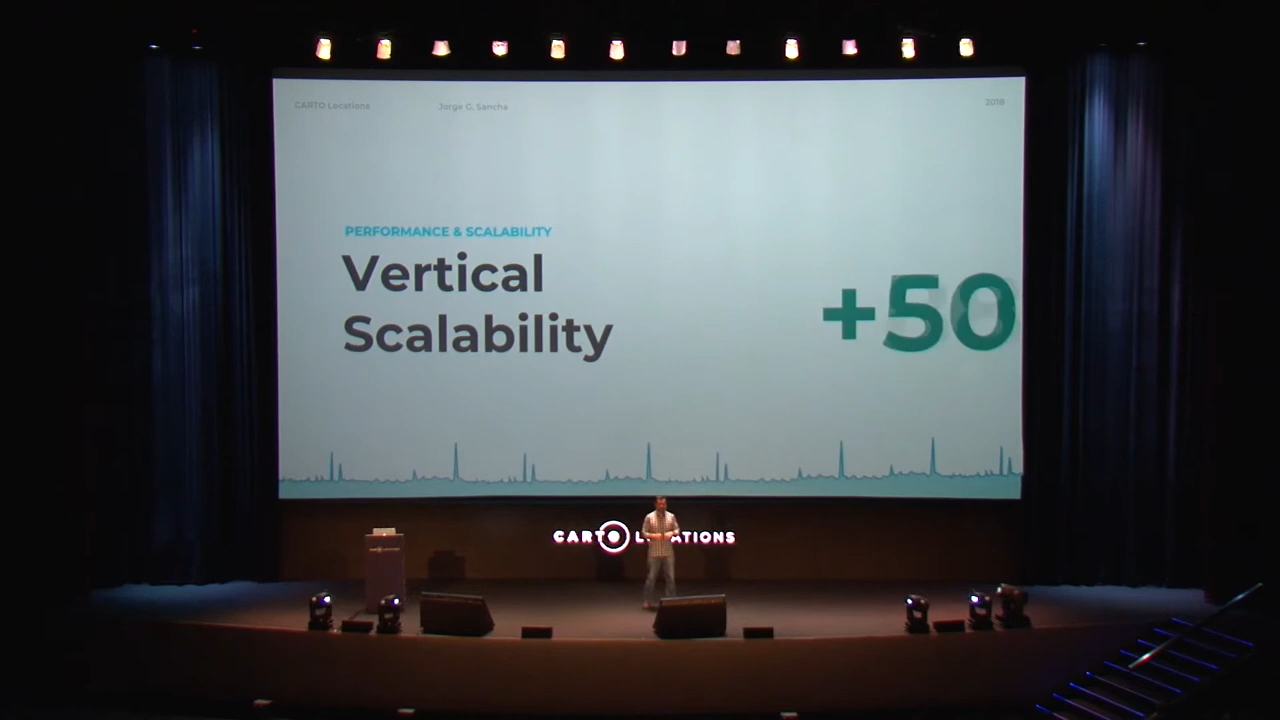 CARTO Locations
Jorge G. Sancha
2018
PERFORMANCE & SCALABILITY
Vertical
Scalability
+50
CARTO LOCATIONS